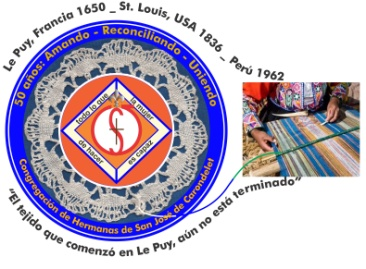 Le Puy, Francia 1650 _ St. Louis, USA 1836 _ Perú 1962
50 años: Amando - Reconciliando - Uniendo
todo lo que
la mujer
de hacer
es capaz
Congregación de Hermanas de San José de Carondelet
"El tejido que comenzó en Le Puy, aún no está terminado"